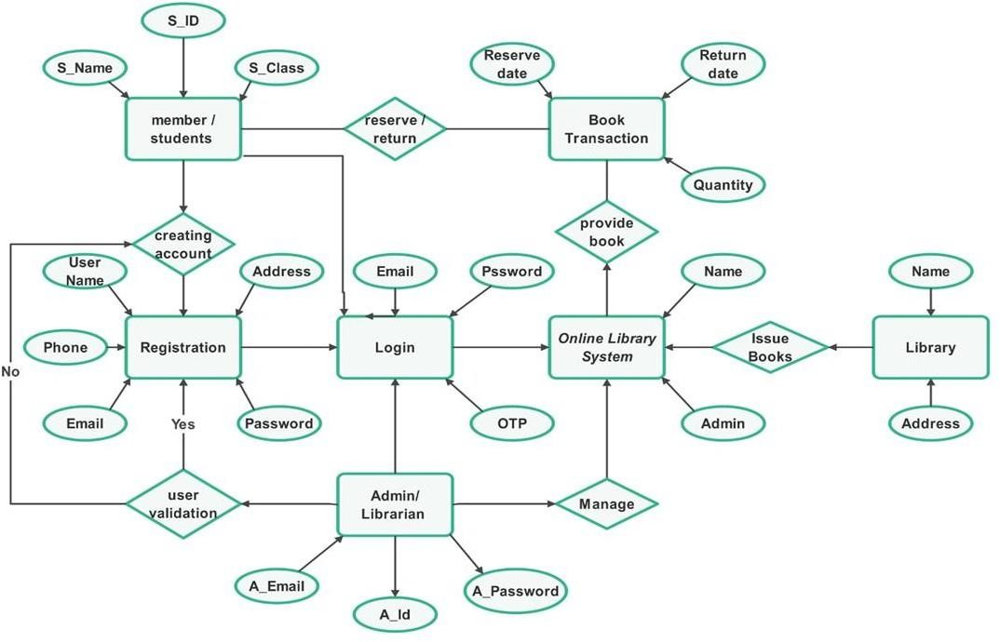 S_ID
S_Name
S_Class
Reserve
date
Return
date
member /
students
reserve /
return
Book
Transaction
Quantity
creating
account
provide
book
User
Name
Address
Email
Pssword
Name
Name
Phone
Registration
Login
Online Library
System
Issue
Books
Library
No
Email
Yes
Password
OTP
Admin
Address
user
validation
Admin/
Librarian
Manage
A_Email
A_Id
A_Password